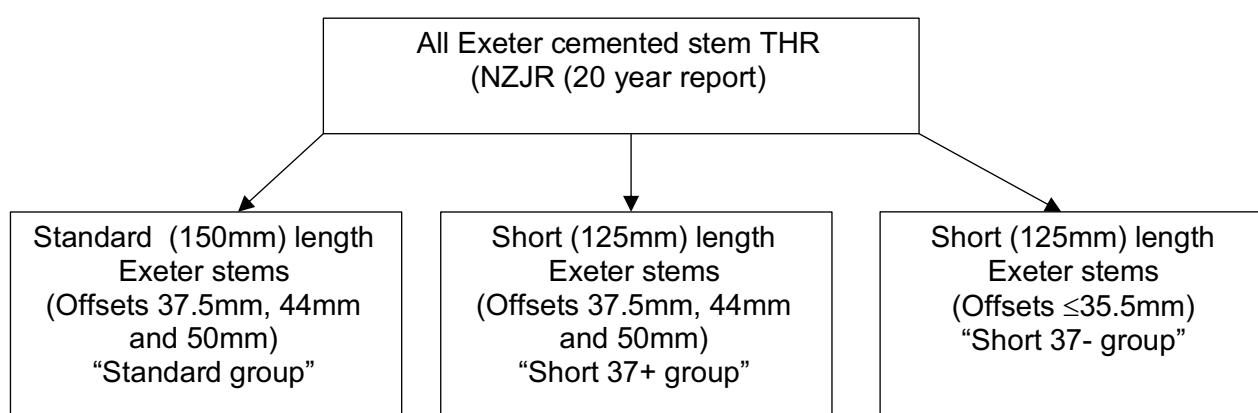 All Exeter cemented stem THR
(NZJR (20 year report)
Standard (150mm) length
Exeter stems
(Offsets 37.5mm, 44mm
and 50mm)
“Standard group”
Short (125mm) length
Exeter stems
(Offsets 37.5mm, 44mm
and 50mm)
“Short 37+ group”
Short (125mm) length
Exeter stems
(Offsets ≤35.5mm)
“Short 37- group”